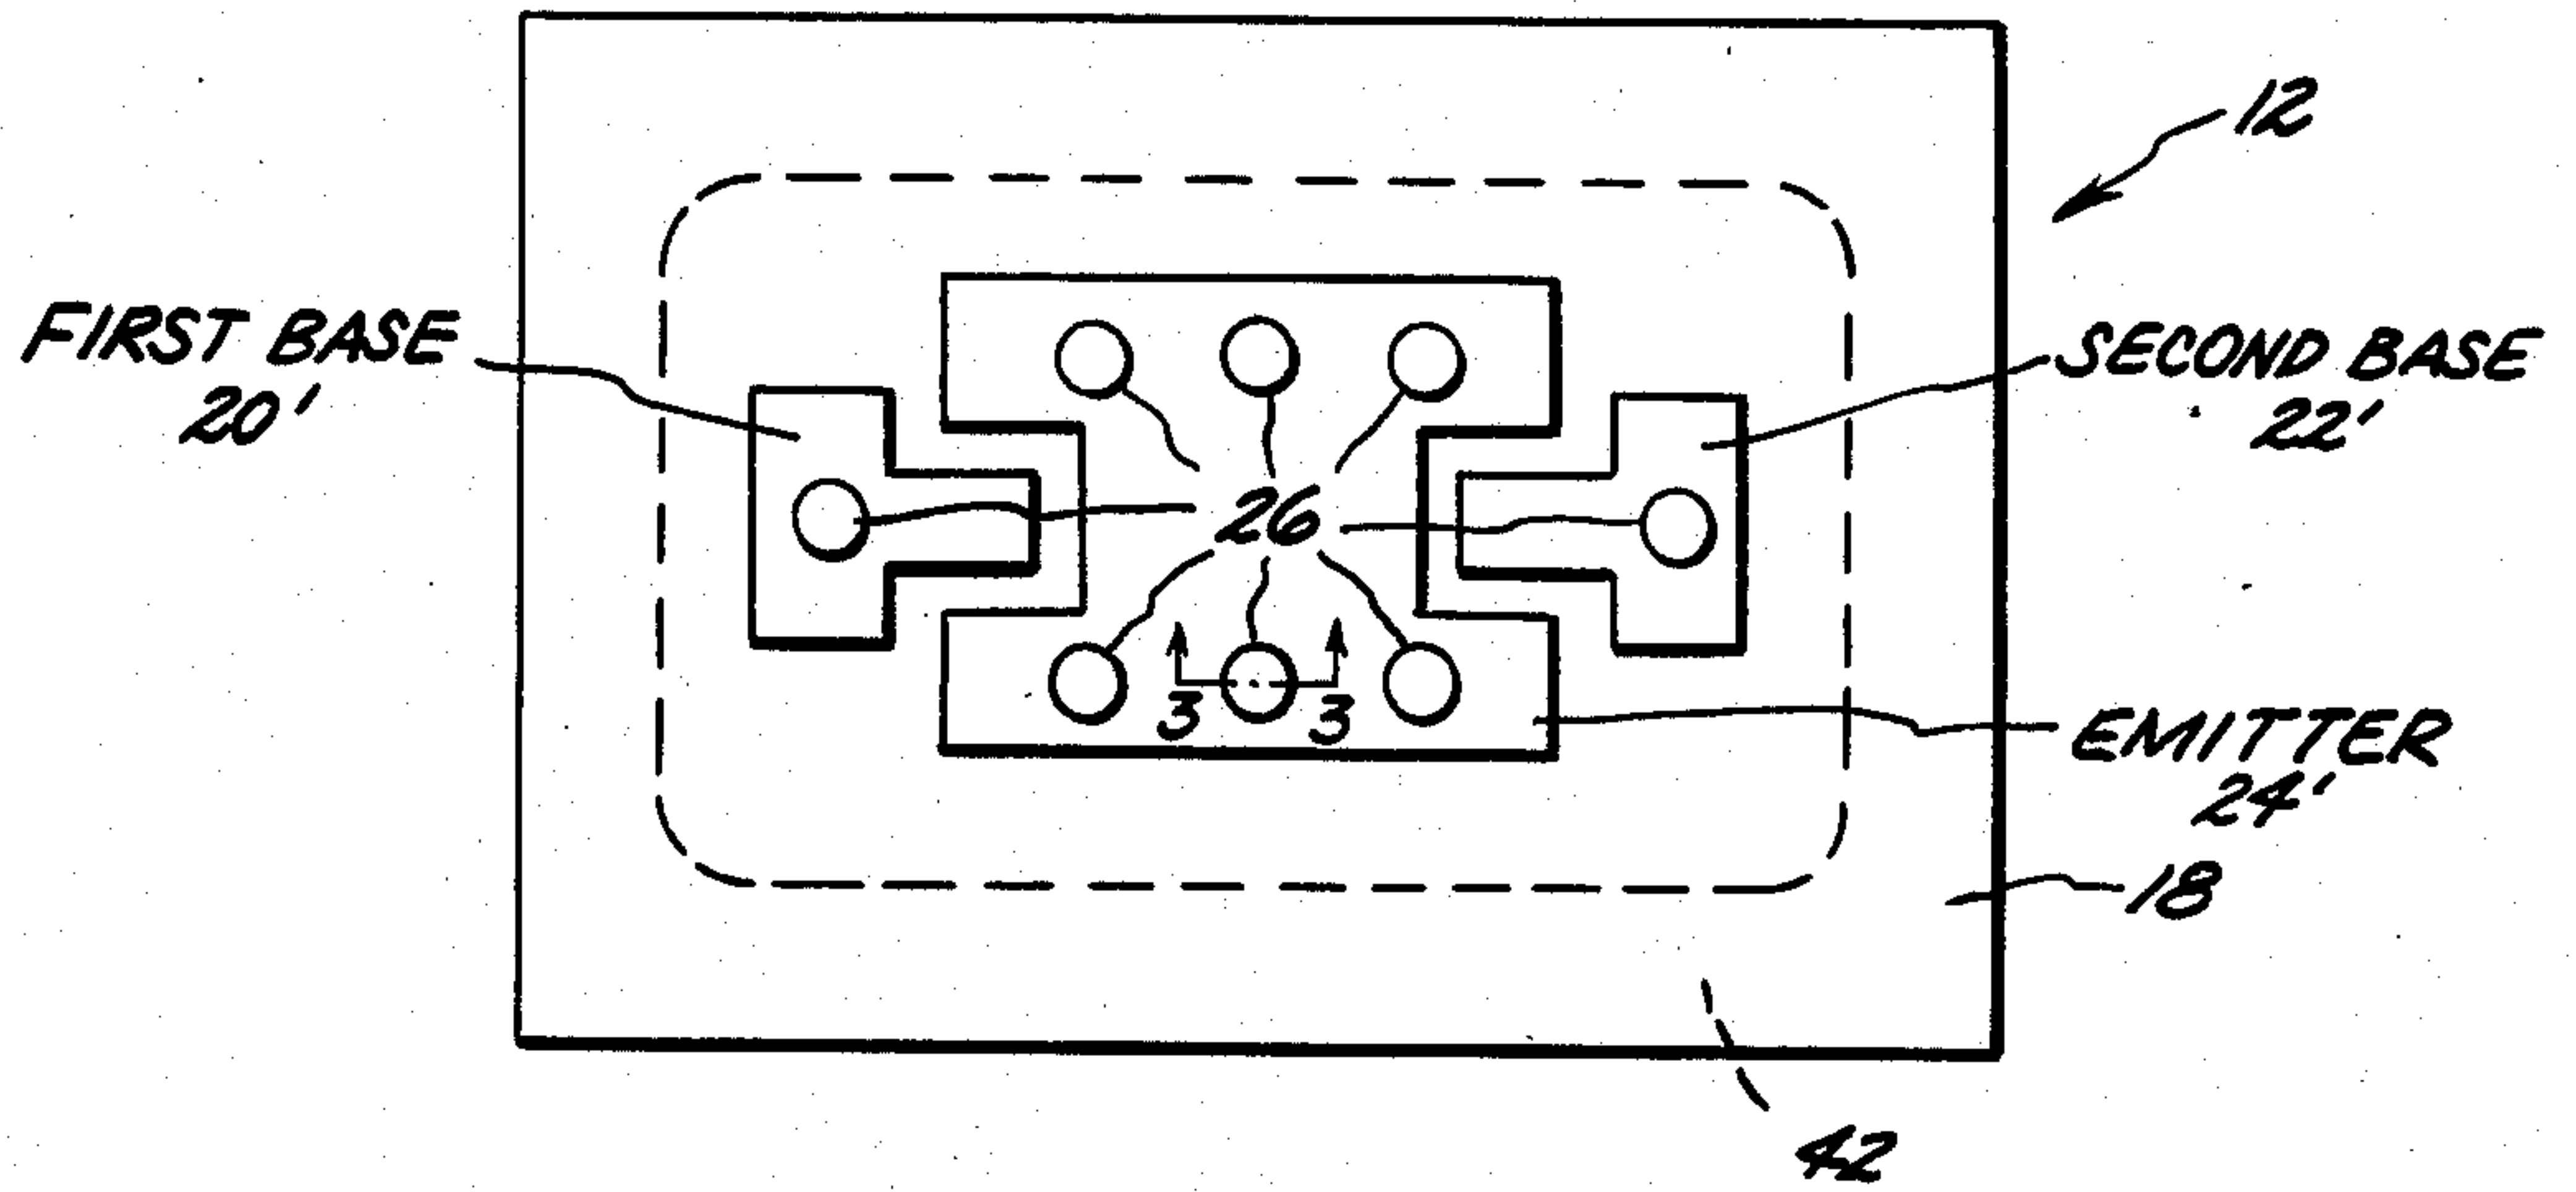 12
FIRST BASE
20'
SECOND BASE
22'
26
3 3
EMITTER
24'
18
42